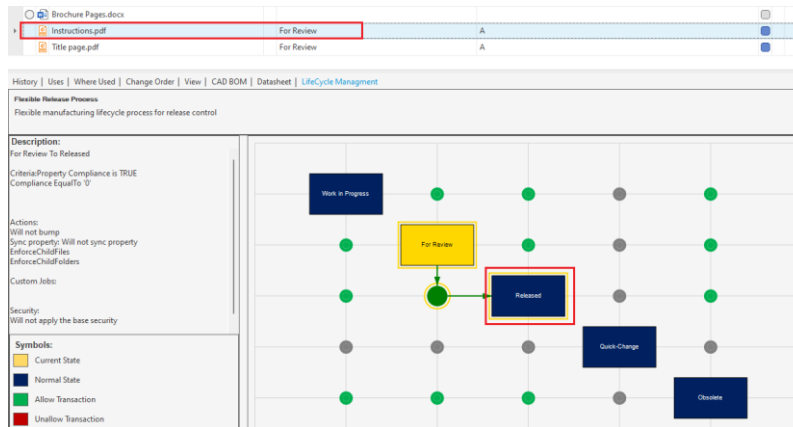 Brochure Pages.docx
Instructions.pdf For Review A
Title page.pdf For Review A
History | Uses | Where Used | Change Order | View | CAD BOM | Datasheet | LifeCycle Managment
Flexible Release Process
Flexible manufacturing lifecycle process for release control
Description:
For Review To Released
Criteria:Property Compliance is TRUE
Compliance EqualTo '0'
Actions:
Will not bump
Sync property: Will not sync property
EnforceChildFiles
EnforceChildFolders
Custom Jobs:
Security:
Will not apply the base security
Symbols:
Current State
Normal State
Allow Transaction
Unallow Transaction
Work in Progress
For Review
Released
Quick-Change
Obsolete